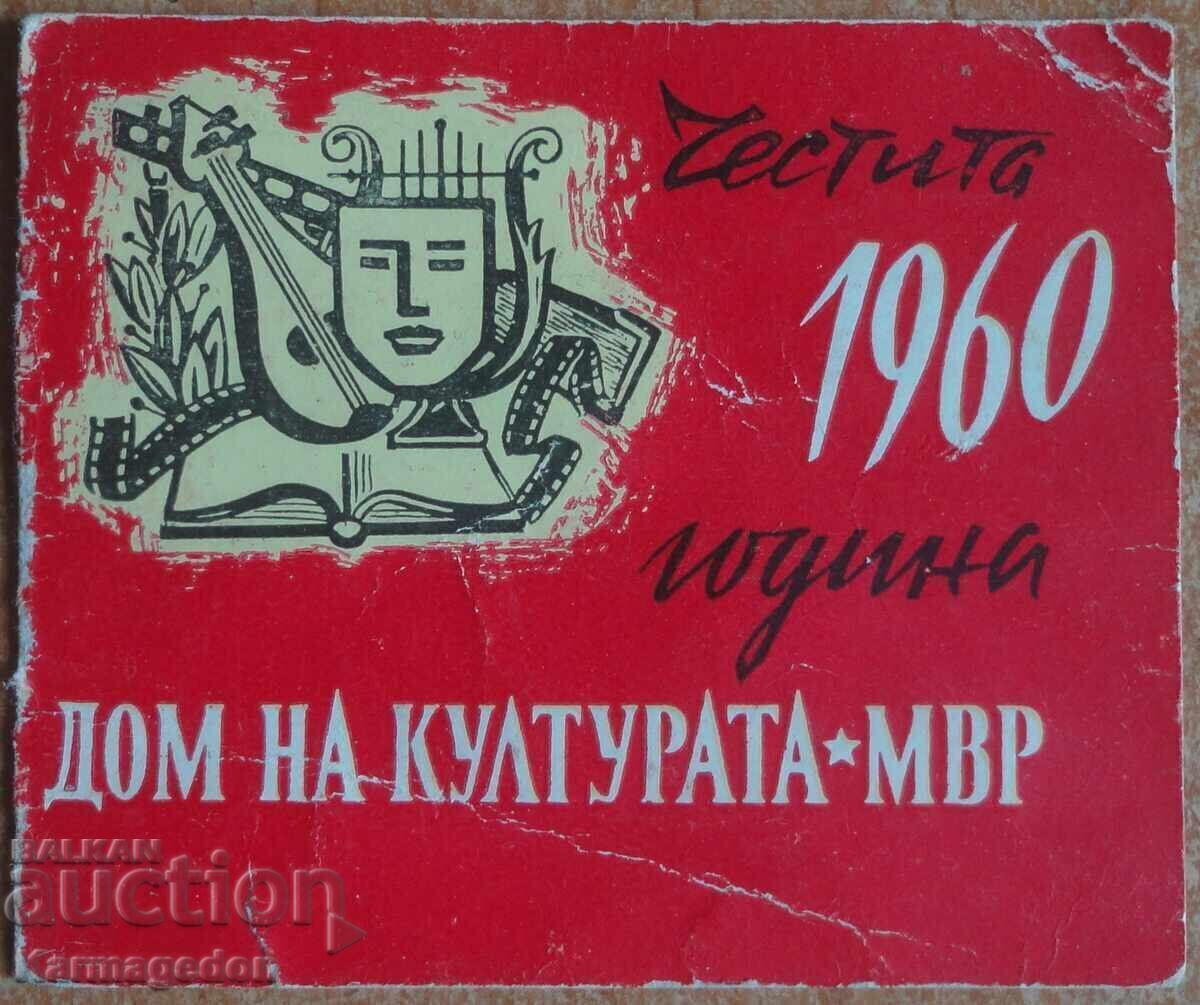 Честита
1960
година
ДОМ НА КУЛТУРАТА★МВР
BALKAN
auction
Karmagedon